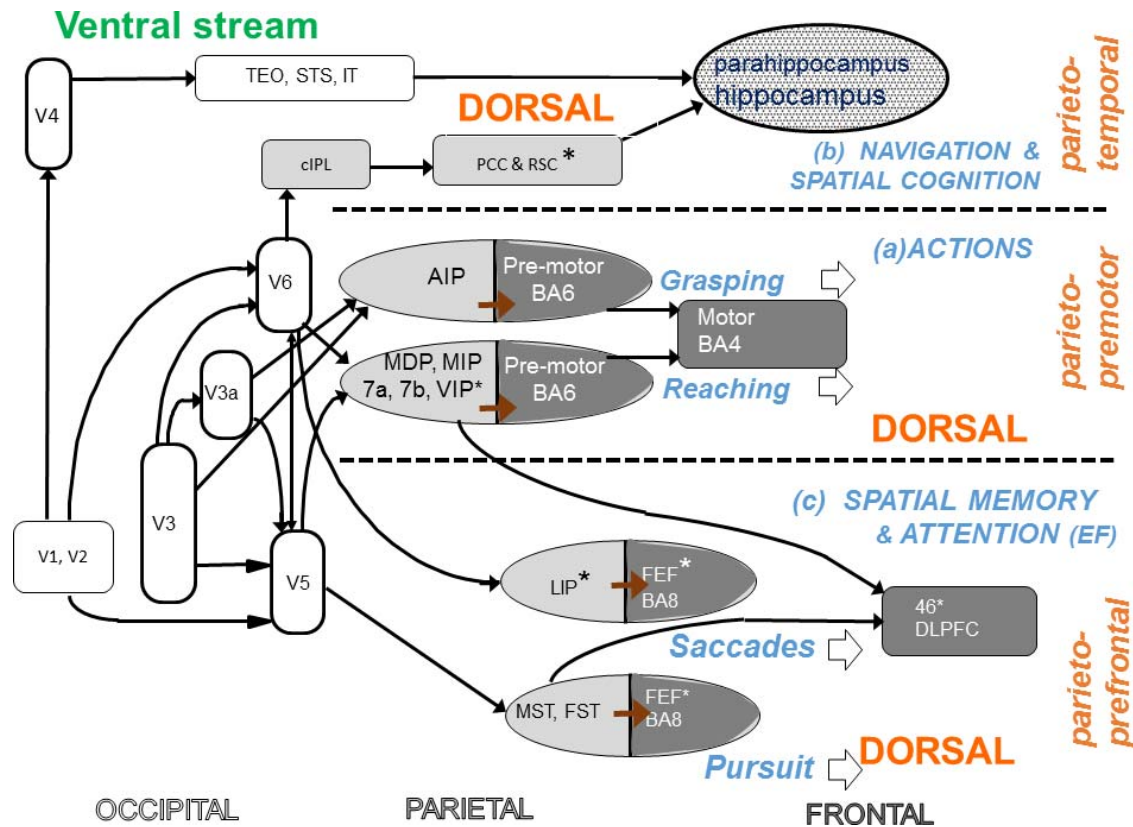 Ventral stream
TEO, STS, IT
parahippocampus
hippocampus
V4
DORSAL
cIPL
PCC & RSC *
(b) NAVIGATION &
SPATIAL COGNITION
parieto-
temporal
V6
AIP
Pre-motor
BA6
Grasping
(a)ACTIONS
Motor
BA4
MDP, MIP
7a, 7b, VIP*
Pre-motor
BA6
Reaching
parieto-
premotor
V3a
DORSAL
V3
V1, V2
V5
(c) SPATIAL MEMORY
& ATTENTION (EF)
LIP*
FEF*
BA8
46*
DLPFC
Saccades
MST, FST
FEF*
BA8
Pursuit
DORSAL
parieto-
prefrontal
OCCIPITAL
PARIETAL
FRONTAL